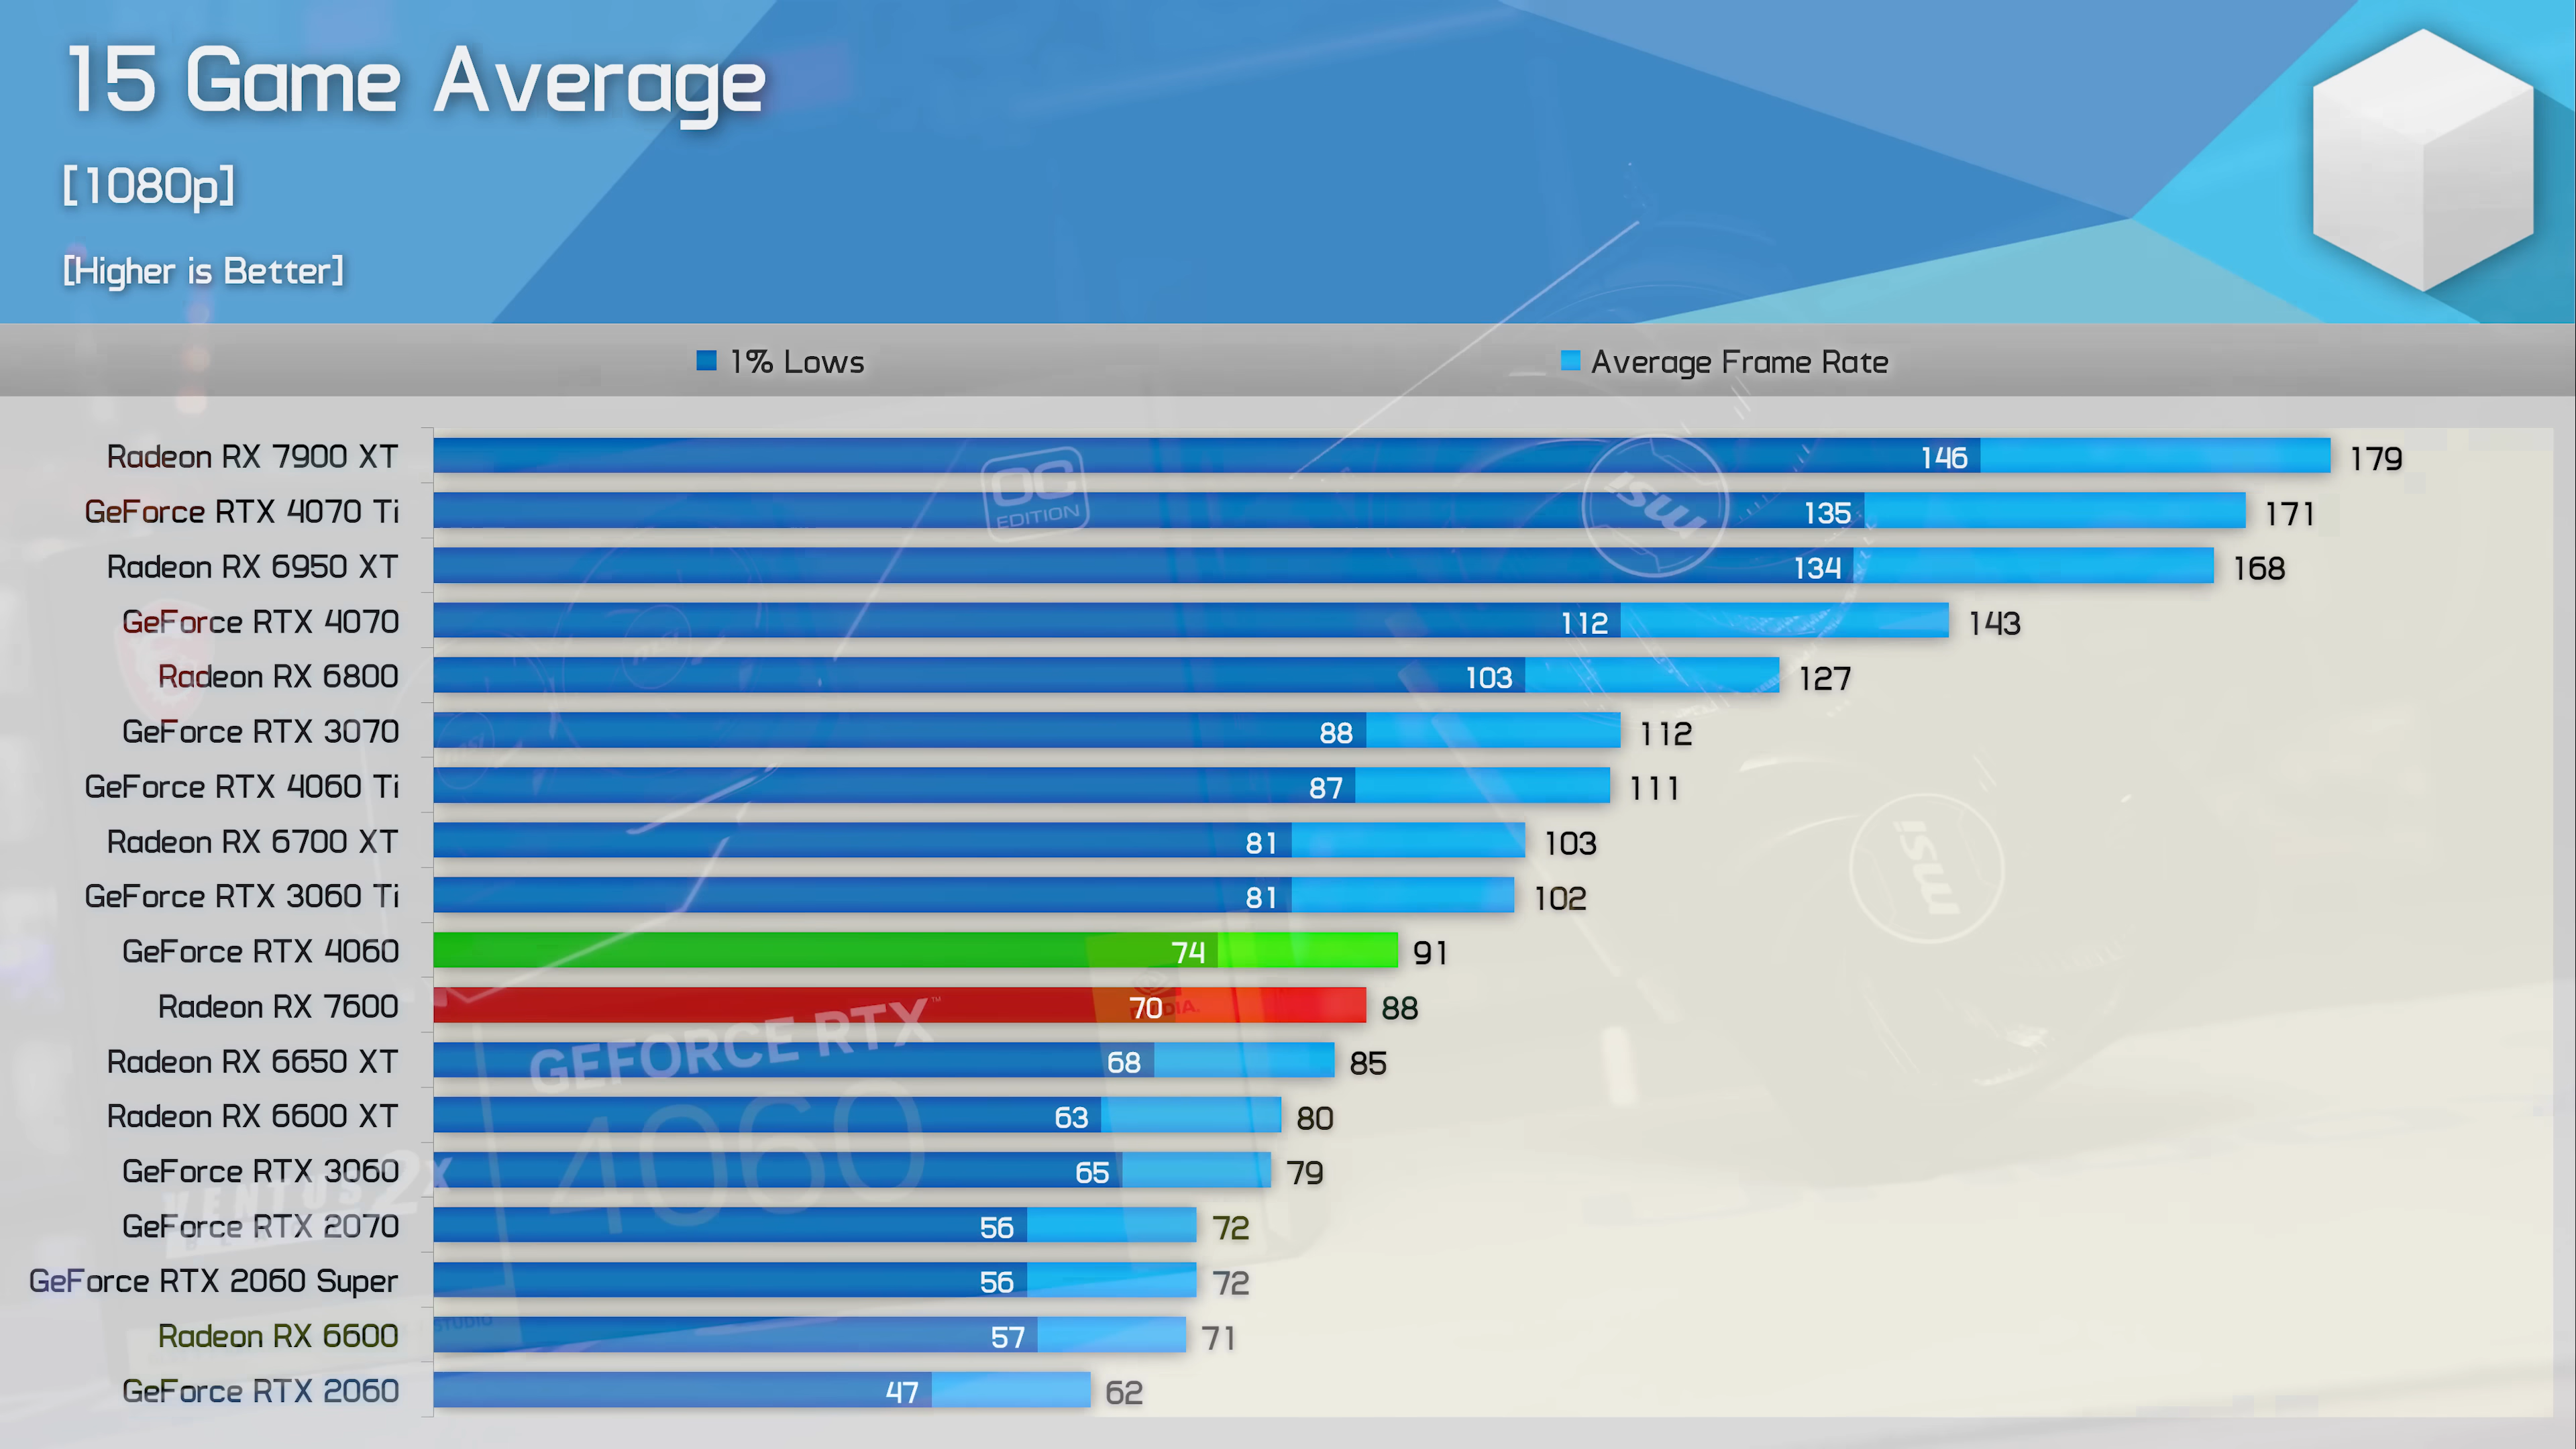 15 Game Average
[1080p]
[Higher is Better]
1% Lows Average Frame Rate
Radeon RX 7900 XT 146 179
GeForce RTX 4070 Ti 135 171
Radeon RX 6950 XT 134 168
GeForce RTX 4070 112 143
Radeon RX 6800 103 127
GeForce RTX 3070 88 112
GeForce RTX 4060 Ti 87 111
Radeon RX 6700 XT 81 103
GeForce RTX 3060 Ti 81 102
GeForce RTX 4060 74 91
Radeon RX 7600 70 88
Radeon RX 6650 XT 68 85
Radeon RX 6600 XT 63 80
GeForce RTX 3060 65 79
GeForce RTX 2070 56 72
GeForce RTX 2060 Super 56 72
Radeon RX 6600 57 71
GeForce RTX 2060 47 62
OC
EDITION
msi
msi
GEFORCE RTX™
4060
VENTUS 2X
STUDIO